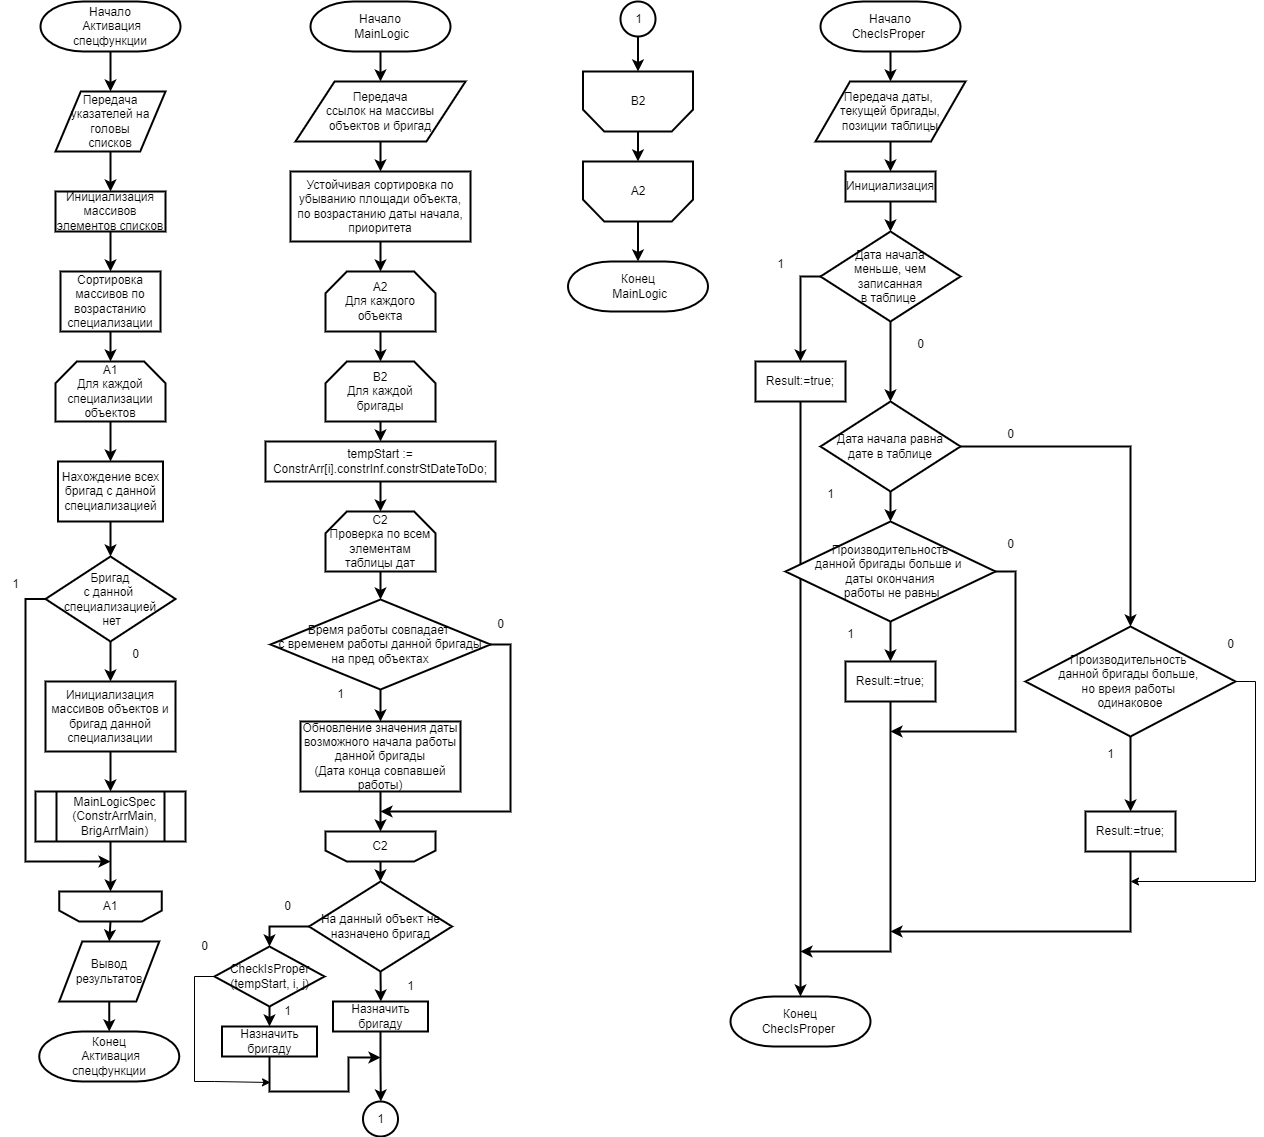 Начало
Активация
спецфункции
Передача
указателей на
головы
списков
Инициализация
массивов
элементов списков
Сортировка
массивов по
возрастанию
специализации
A1
Для каждой
специализации
объектов
Нахождение всех
бригад с данной
специализацией
Бригад
с данной
специализацией
нет
1
0
Инициализация
массивов объектов и
бригад данной
специализации
MainLogicSpec
(ConstrArrMain,
BrigArrMain)
A1
Вывод
результатов
Конец
Активация
спецфункции
Начало
MainLogic
Передача
ссылок на массивы
объектов и бригад
Устойчивая сортировка по
убыванию площади объекта,
по возрастанию даты начала,
приоритета
A2
Для каждого
объекта
B2
Для каждой
бригады
tempStart :=
ConstrArr[i].constrInf.constrStDateToDo;
C2
Проверка по всем
элементам
таблицы дат
Время работы совпадает
с временем работы данной бригады
на пред объектах
0
1
Обновление значения даты
возможного начала работы
данной бригады
(Дата конца совпавшей
работы)
C2
На данный объект не
назначено бригад
0
1
CheckIsProper
(tempStart, i, j)
0
1
Назначить
бригаду
Назначить
бригаду
1
1
B2
A2
Конец
MainLogic
Начало
ChecIsProper
Передача даты,
текущей бригады,
позиции таблицы
Инициализация
Дата начала
меньше, чем
записанная
в таблице
1
0
Result:=true;
Дата начала равна
дате в таблице
0
1
Производительность
данной бригады больше и
даты окончания
работы не равны
0
1
Result:=true;
Производительность
данной бригады больше,
но вреия работы
одинаковое
0
1
Result:=true;
Конец
ChecIsProper